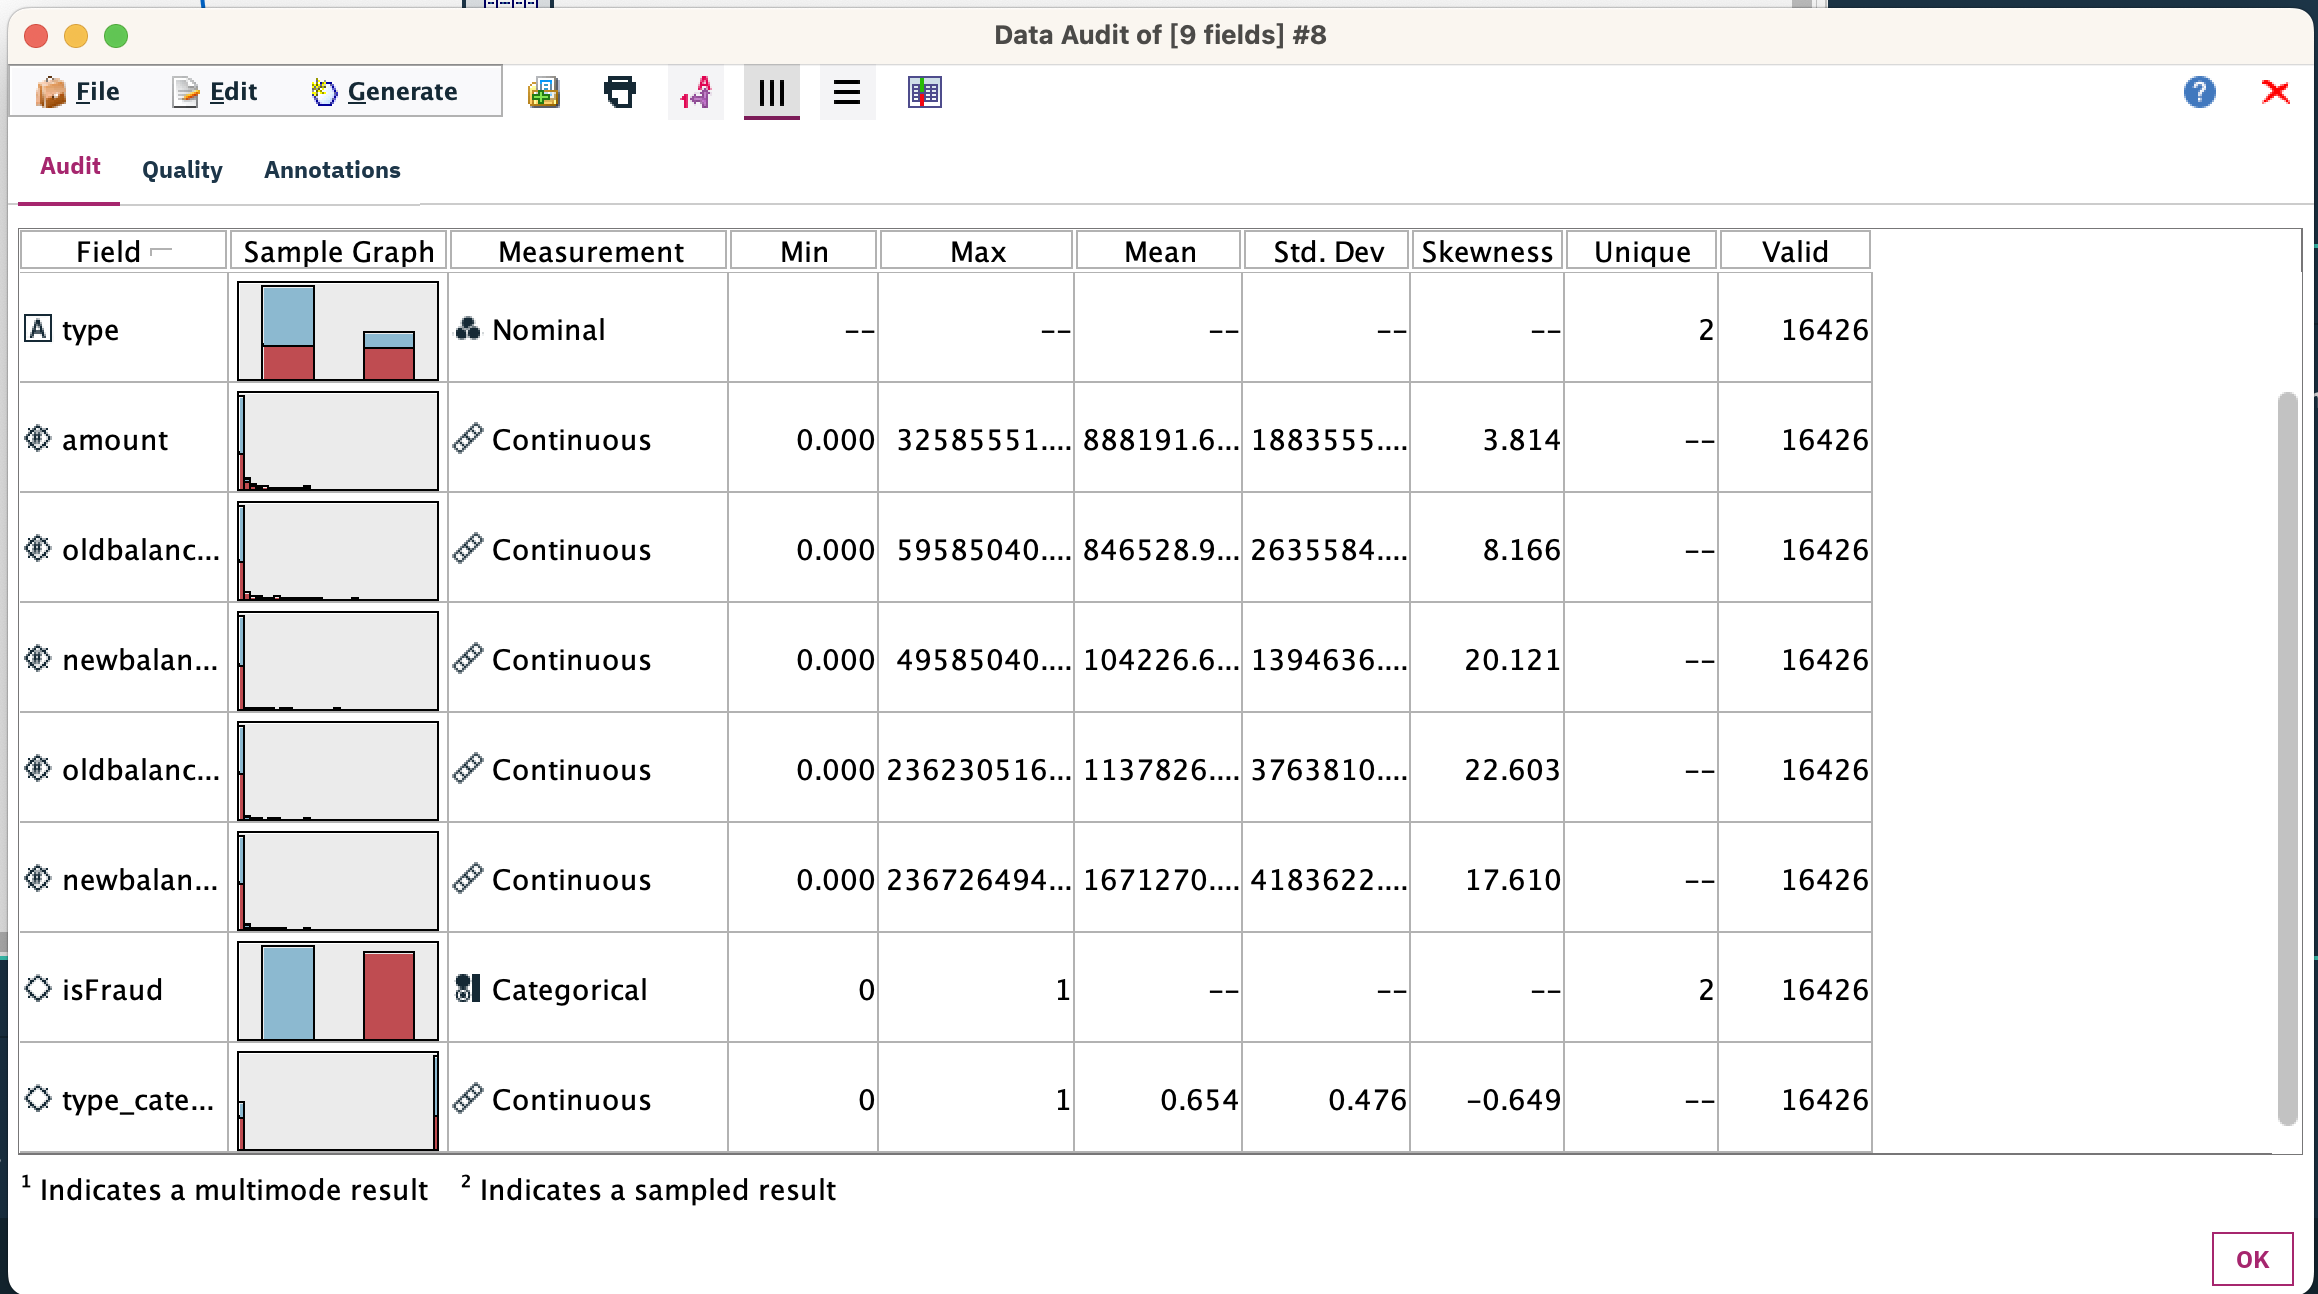 Data Audit of [9 fields] #8
File Edit Generate
Audit Quality Annotations
Field Sample Graph Measurement Min Max Mean Std. Dev Skewness Unique Valid
type Nominal -- -- -- -- -- 2 16426
amount Continuous 0.000 32585551.... 888191.6... 1883555.... 3.814 -- 16426
oldbalanc... Continuous 0.000 59585040.... 846528.9... 2635584.... 8.166 -- 16426
newbalan... Continuous 0.000 49585040.... 104226.6... 1394636.... 20.121 -- 16426
oldbalanc... Continuous 0.000 236230516... 1137826.... 3763810.... 22.603 -- 16426
newbalan... Continuous 0.000 236726494... 1671270.... 4183622.... 17.610 -- 16426
isFraud Categorical 0 1 -- -- -- 2 16426
type_cate... Continuous 0 1 0.654 0.476 -0.649 -- 16426
1 Indicates a multimode result 2 Indicates a sampled result
OK